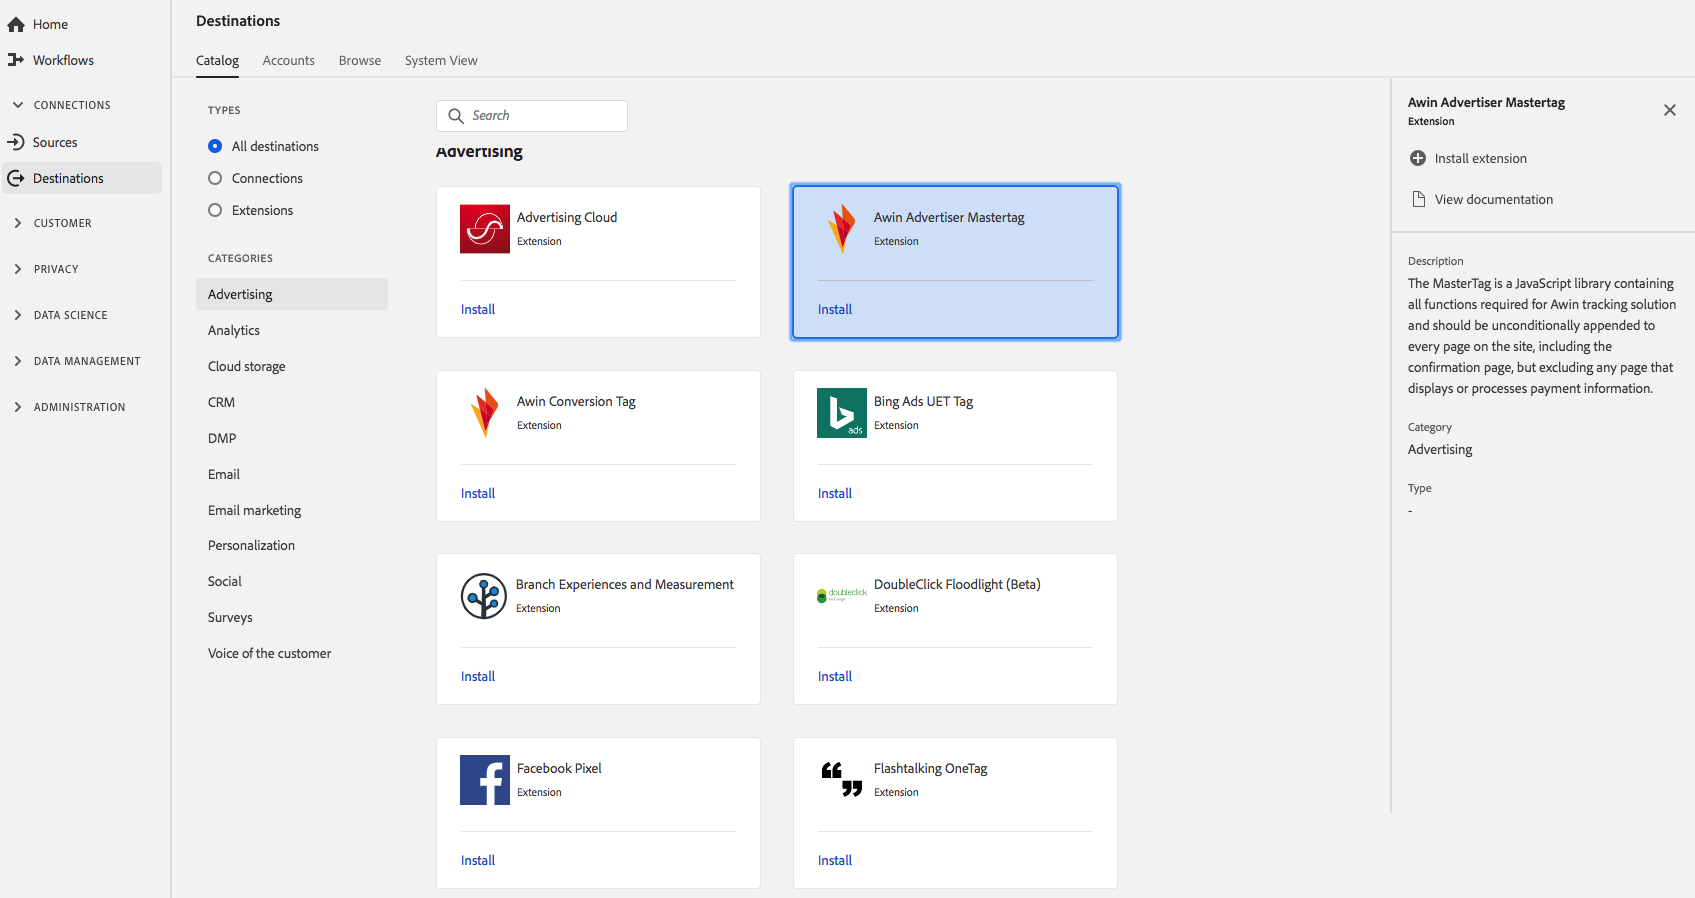 Home
Workflows
CONNECTIONS
Sources
Destinations
CUSTOMER
PRIVACY
DATA SCIENCE
DATA MANAGEMENT
ADMINISTRATION
Destinations
Catalog Accounts Browse System View
TYPES
All destinations
Connections
Extensions
CATEGORIES
Advertising
Analytics
Cloud storage
CRM
DMP
Email
Email marketing
Personalization
Social
Surveys
Voice of the customer
Search
Advertising
Advertising Cloud
Extension
Install
Awin Advertiser Mastertag
Extension
Install
Awin Conversion Tag
Extension
Install
ads
Bing Ads UET Tag
Extension
Install
Branch Experiences and Measurement
Extension
Install
doubleclick
DoubleClick Floodlight (Beta)
Extension
Install
Facebook Pixel
Extension
Install
Flashtalking OneTag
Extension
Install
Awin Advertiser Mastertag
Extension
Install extension
View documentation
Description
The MasterTag is a JavaScript library containing
all functions required for Awin tracking solution
and should be unconditionally appended to
every page on the site, including the
confirmation page, but excluding any page that
displays or processes payment information.
Category
Advertising
Type
-